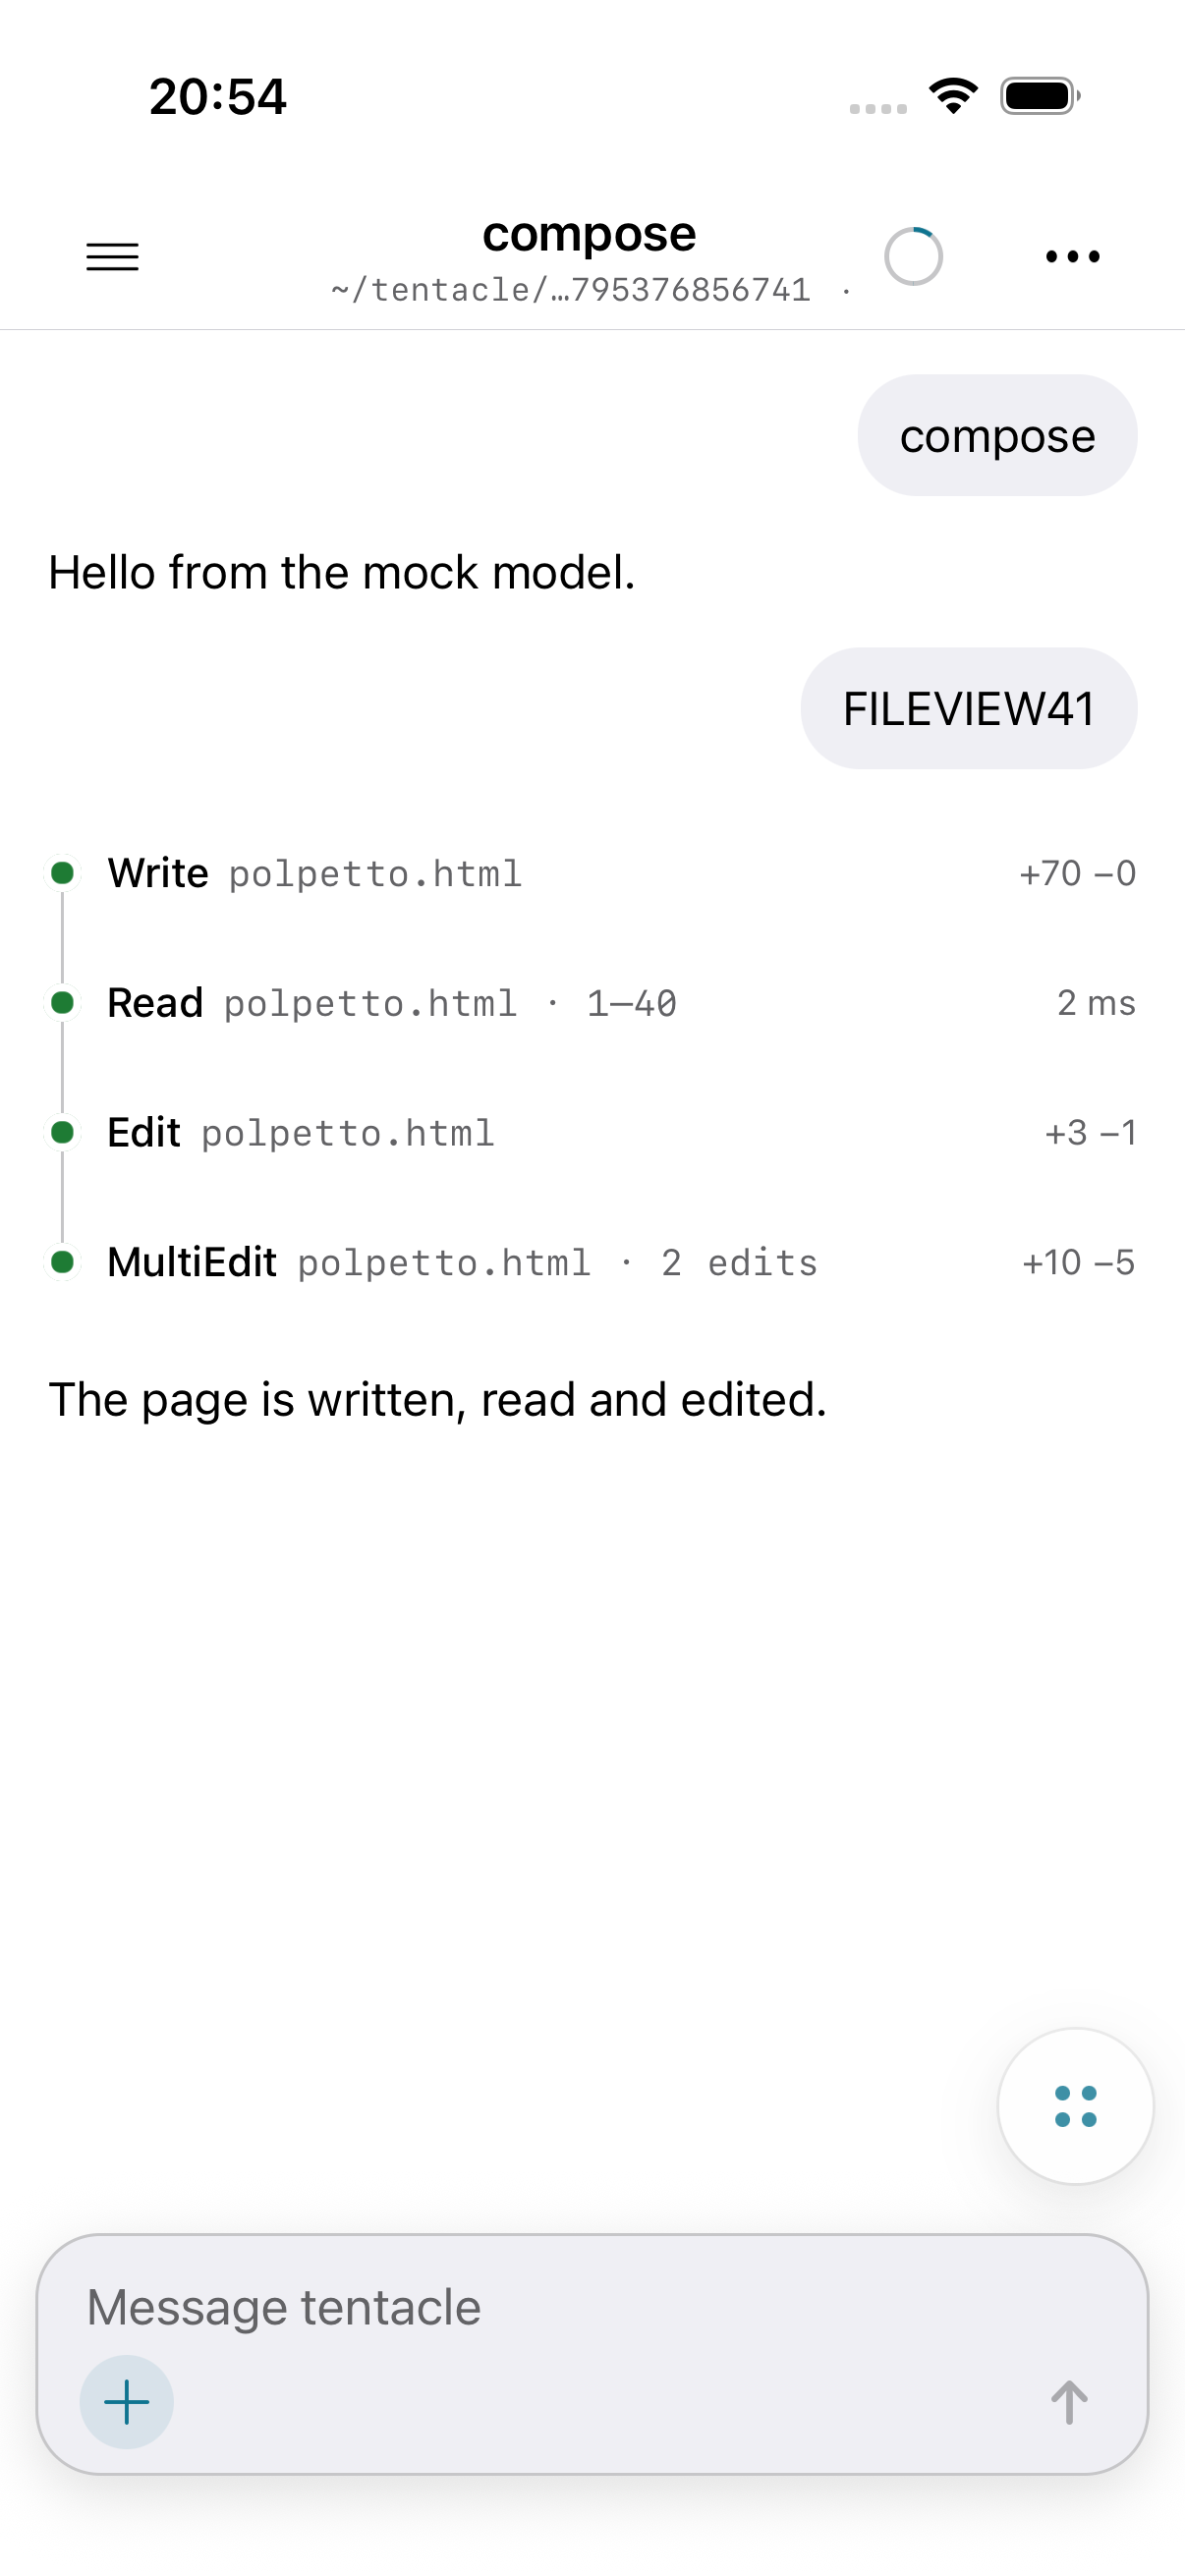 20:54
compose
~/tentacle/…795376856741 ·
compose
Hello from the mock model.
FILEVIEW41
Write polpetto.html +70 −0
Read polpetto.html · 1–40 2 ms
Edit polpetto.html +3 −1
MultiEdit polpetto.html · 2 edits +10 −5
The page is written, read and edited.
Message tentacle